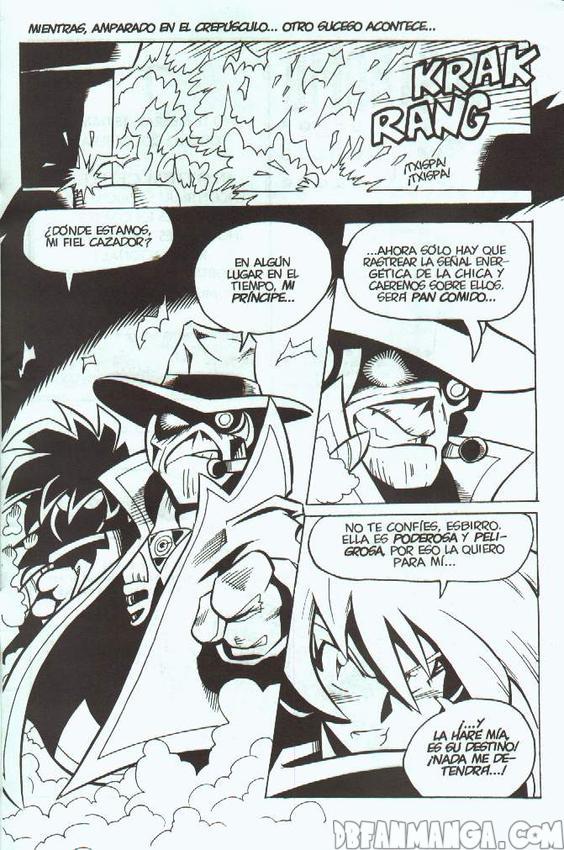 MIENTRAS, AMPARADO EN EL CREPÚSCULO... OTRO SUCESO ACONTECE...
KRAK
RANG
¡TXISPA!
¡TXISPA!
¿DÓNDE ESTAMOS,
MI FIEL CAZADOR?
EN ALGÚN
LUGAR EN EL
TIEMPO, MI
PRÍNCIPE...
...AHORA SÓLO HAY QUE
RASTREAR LA SEÑAL ENER-
GÉTICA DE LA CHICA Y
CAEREMOS SOBRE ELLOS.
SERÁ PAN COMIDO...
NO TE CONFÍES, ESBIRRO.
ELLA ES PODEROSA Y PELI-
GROSA, POR ESO LA QUIERO
PARA MÍ...
¡...Y
LA HARÉ MÍA,
ES SU DESTINO!
¡NADA ME DE-
TENDRÁ...!
DBFANMANGA.COM